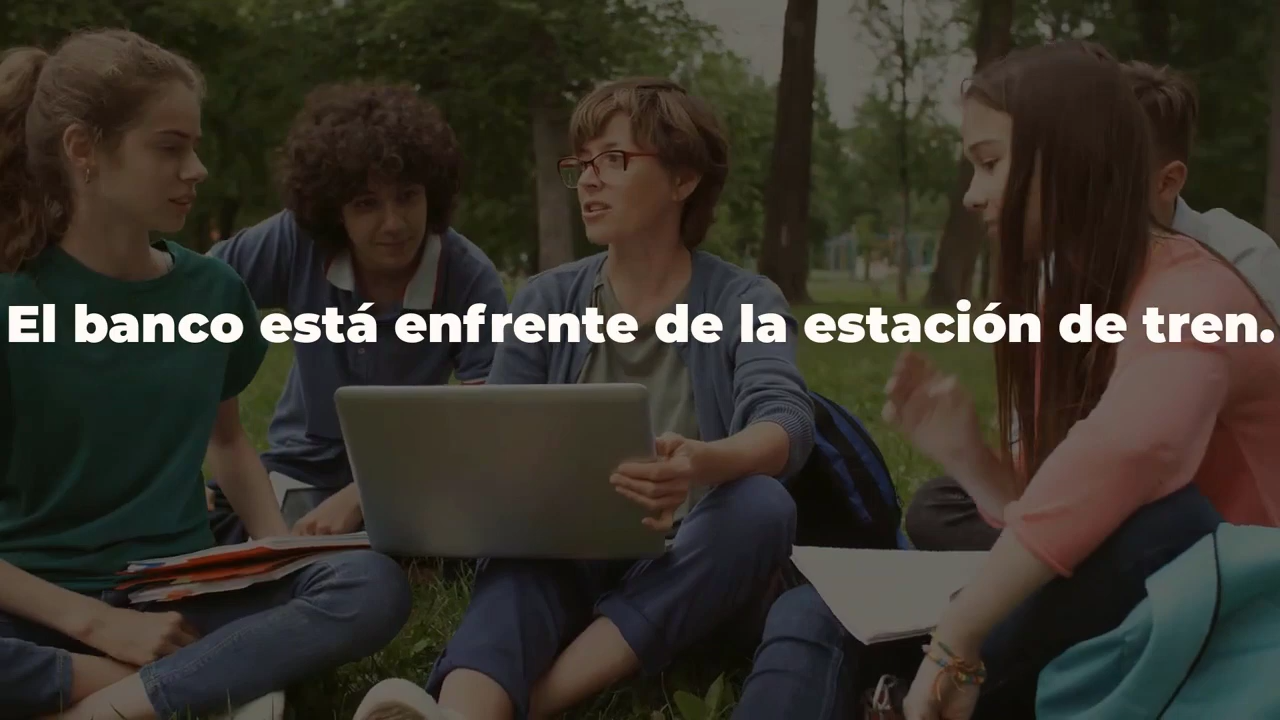 El banco está enfrente de la estación de tren.